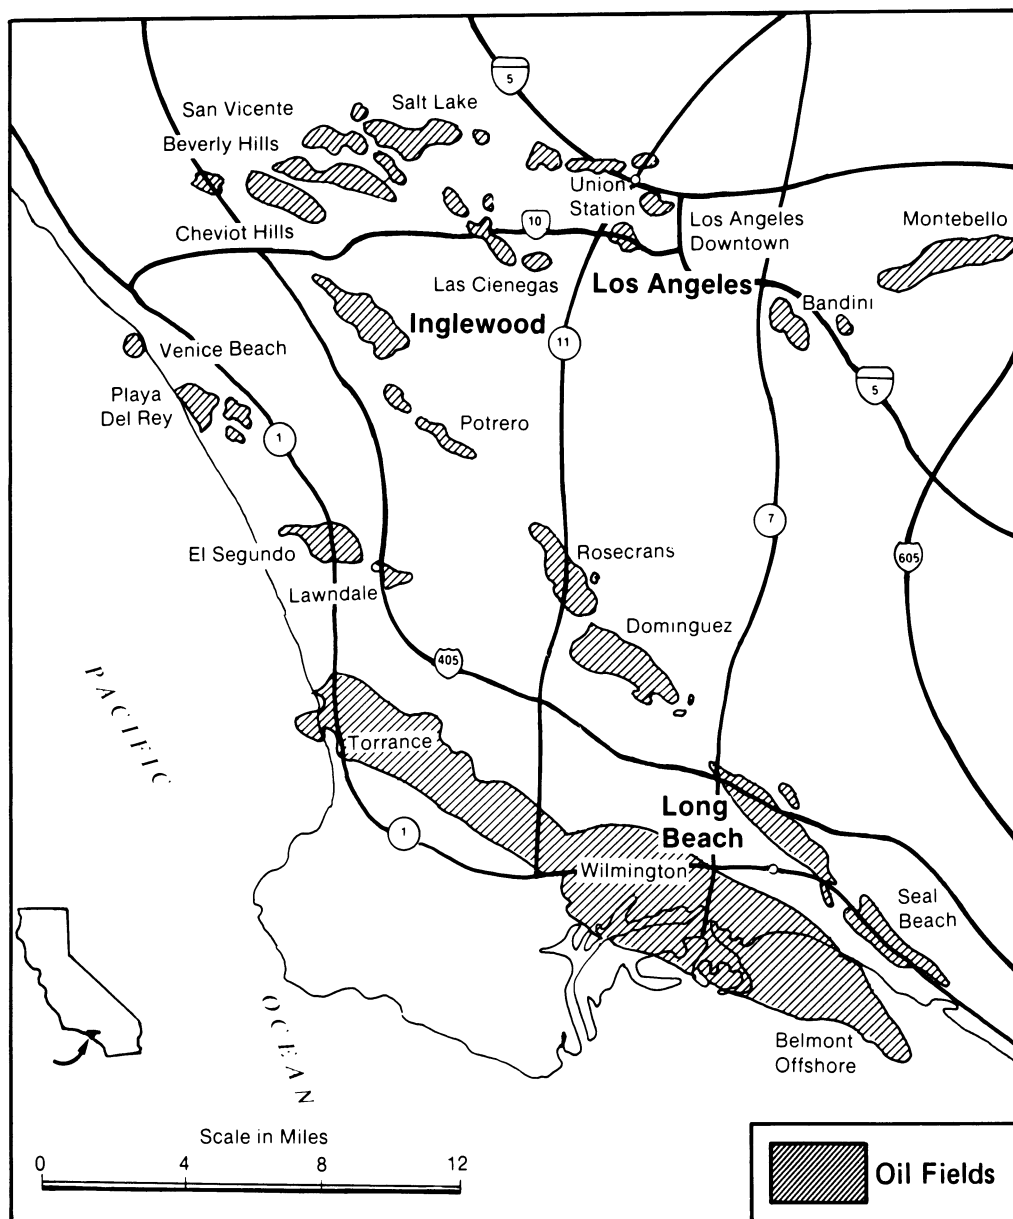 5
San Vicente
Salt Lake
Beverly Hills
Union
Station
10
Los Angeles
Downtown
Montebello
Cheviot Hills
Las Cienegas
Los Angeles
Bandini
Inglewood
11
Venice Beach
5
Playa
Del Rey
Potrero
1
7
El Segundo
Rosecrans
605
Lawndale
Dominguez
405
PACIFIC
Torrance
Long
Beach
1
Wilmington
Seal
Beach
OCEAN
Belmont
Offshore
Scale in Miles
0 4 8 12
Oil Fields